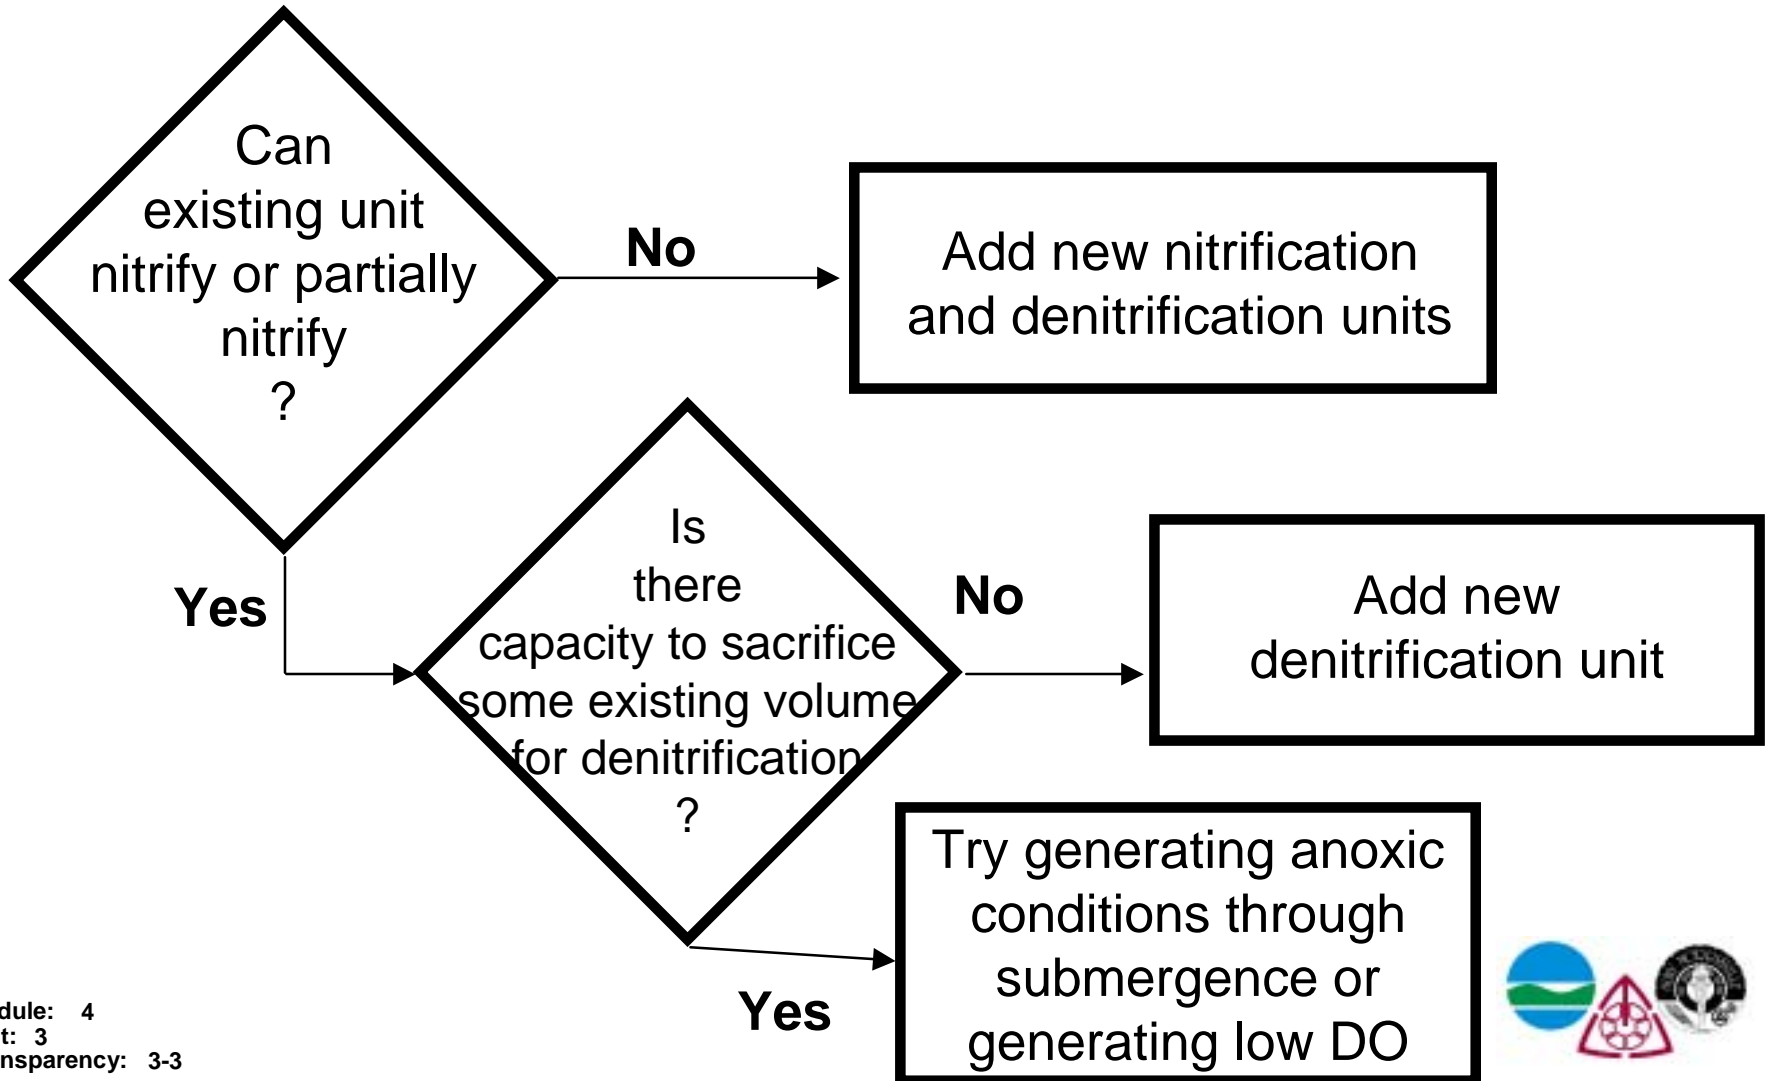 Can
existing unit
nitrify or partially
nitrify
?
No
Add new nitrification
and denitrification units
Yes
Is
there
capacity to sacrifice
some existing volume
for denitrification
?
No
Add new
denitrification unit
Yes
Try generating anoxic
conditions through
submergence or
generating low DO
dule: 4
t: 3
nsparency: 3-3